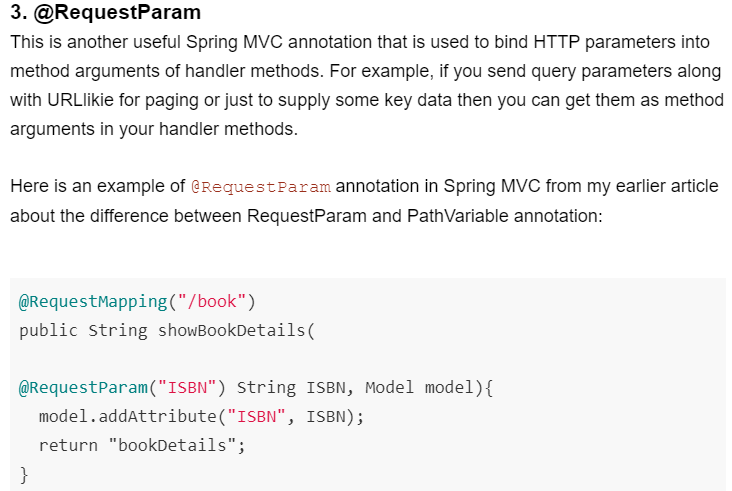 3. @RequestParam
This is another useful Spring MVC annotation that is used to bind HTTP parameters into
method arguments of handler methods. For example, if you send query parameters along
with URLlikie for paging or just to supply some key data then you can get them as method
arguments in your handler methods.
Here is an example of @RequestParam annotation in Spring MVC from my earlier article
about the difference between RequestParam and PathVariable annotation:
@RequestMapping("/book")
public String showBookDetails(
@RequestParam("ISBN") String ISBN, Model model){
  model.addAttribute("ISBN", ISBN);
  return "bookDetails";
}